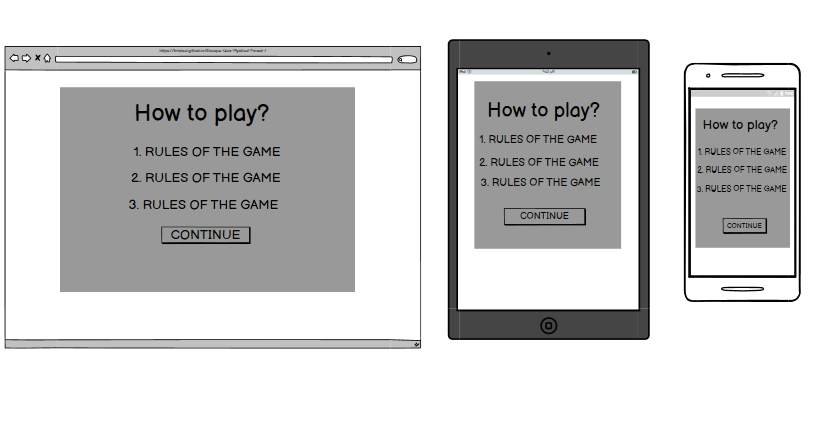 How to play?
1. RULES OF THE GAME
2. RULES OF THE GAME
3. RULES OF THE GAME
CONTINUE
How to play?
1. RULES OF THE GAME
2. RULES OF THE GAME
3. RULES OF THE GAME
CONTINUE
How to play?
1. RULES OF THE GAME
2. RULES OF THE GAME
3. RULES OF THE GAME
CONTINUE